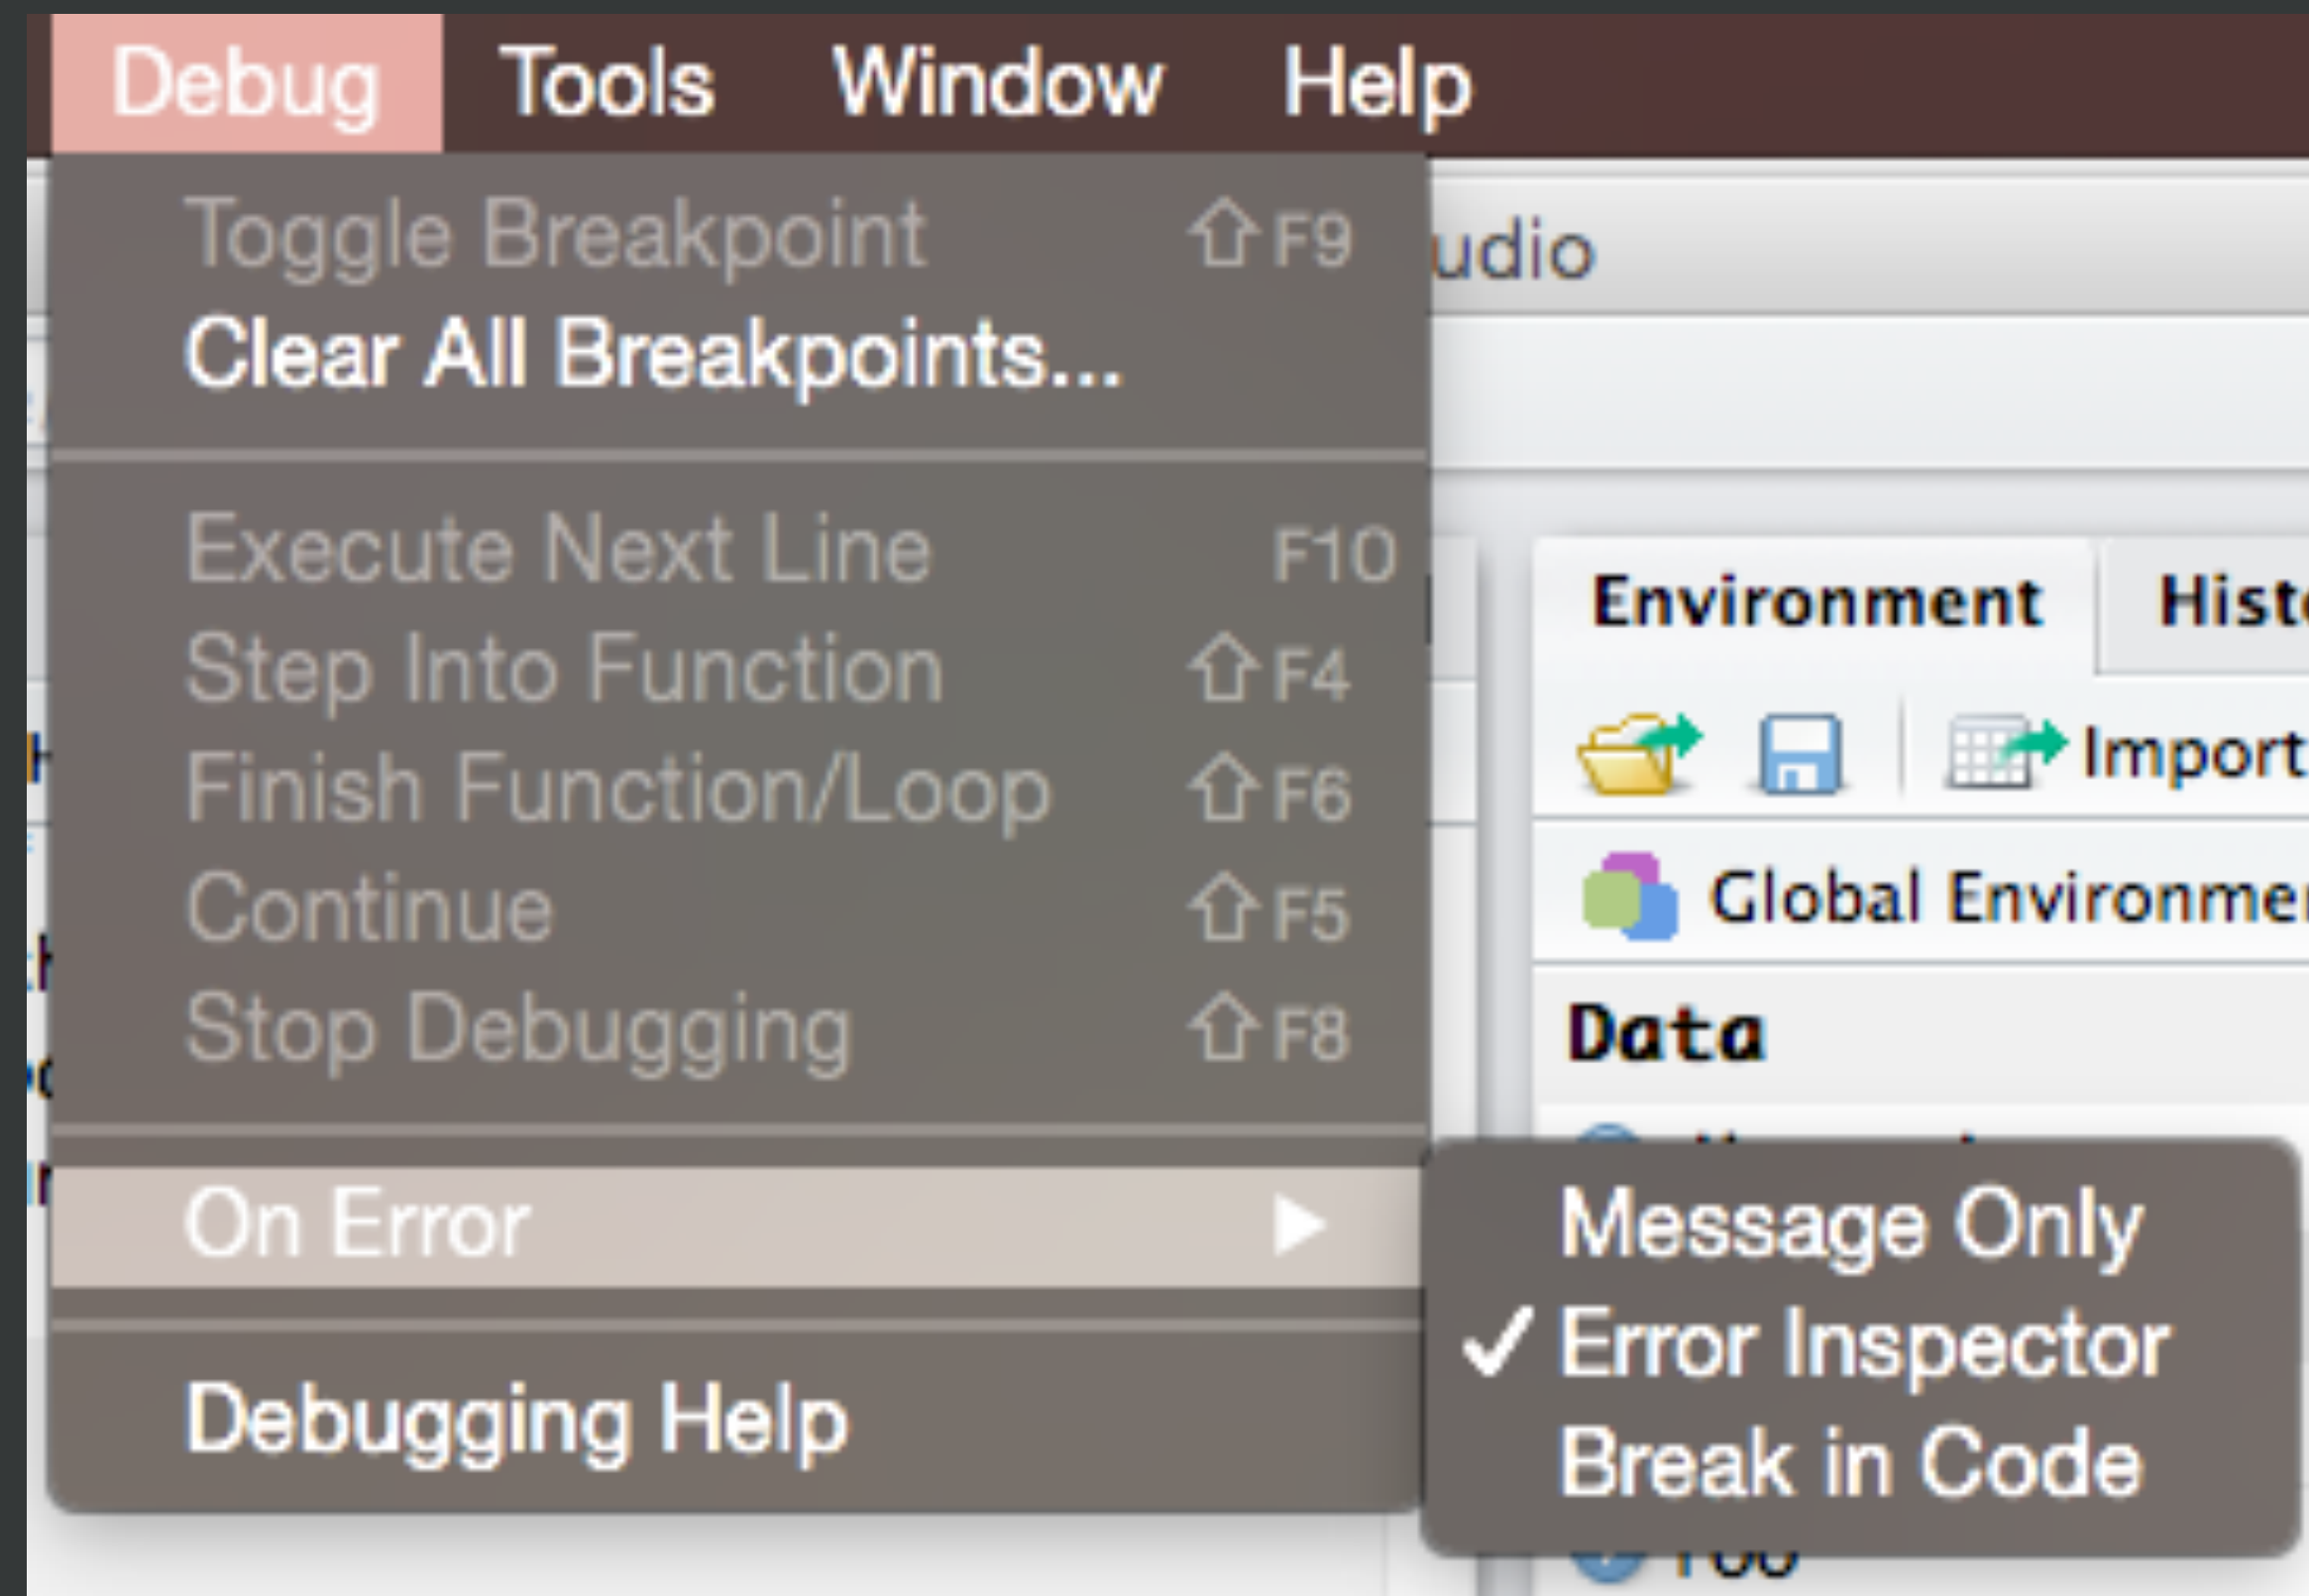 Debug Tools Window Help
Toggle Breakpoint ⇧F9
Clear All Breakpoints...
Execute Next Line F10
Step Into Function ⇧F4
Finish Function/Loop ⇧F6
Continue ⇧F5
Stop Debugging ⇧F8
On Error ▶
Debugging Help
Message Only
✓ Error Inspector
Break in Code
udio
Environment
Import
Global
Data